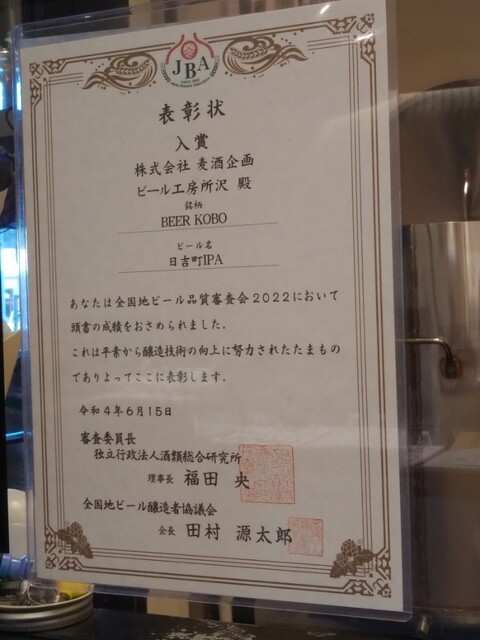 JBA
表彰状
入賞
株式会社 麦酒企画
ビール工房所沢 殿
銘柄
BEER KOBO
ビール名
日吉町IPA
あなたは全国地ビール品質審査会2022において
頭書の成績をおさめられました。
これは平素から醸造技術の向上に努力されたたまもの
でありよってここに表彰します。
令和4年6月15日
審査委員長
独立行政法人酒類総合研究所
理事長 福田 央
全国地ビール醸造者協議会
会長 田村 源太郎